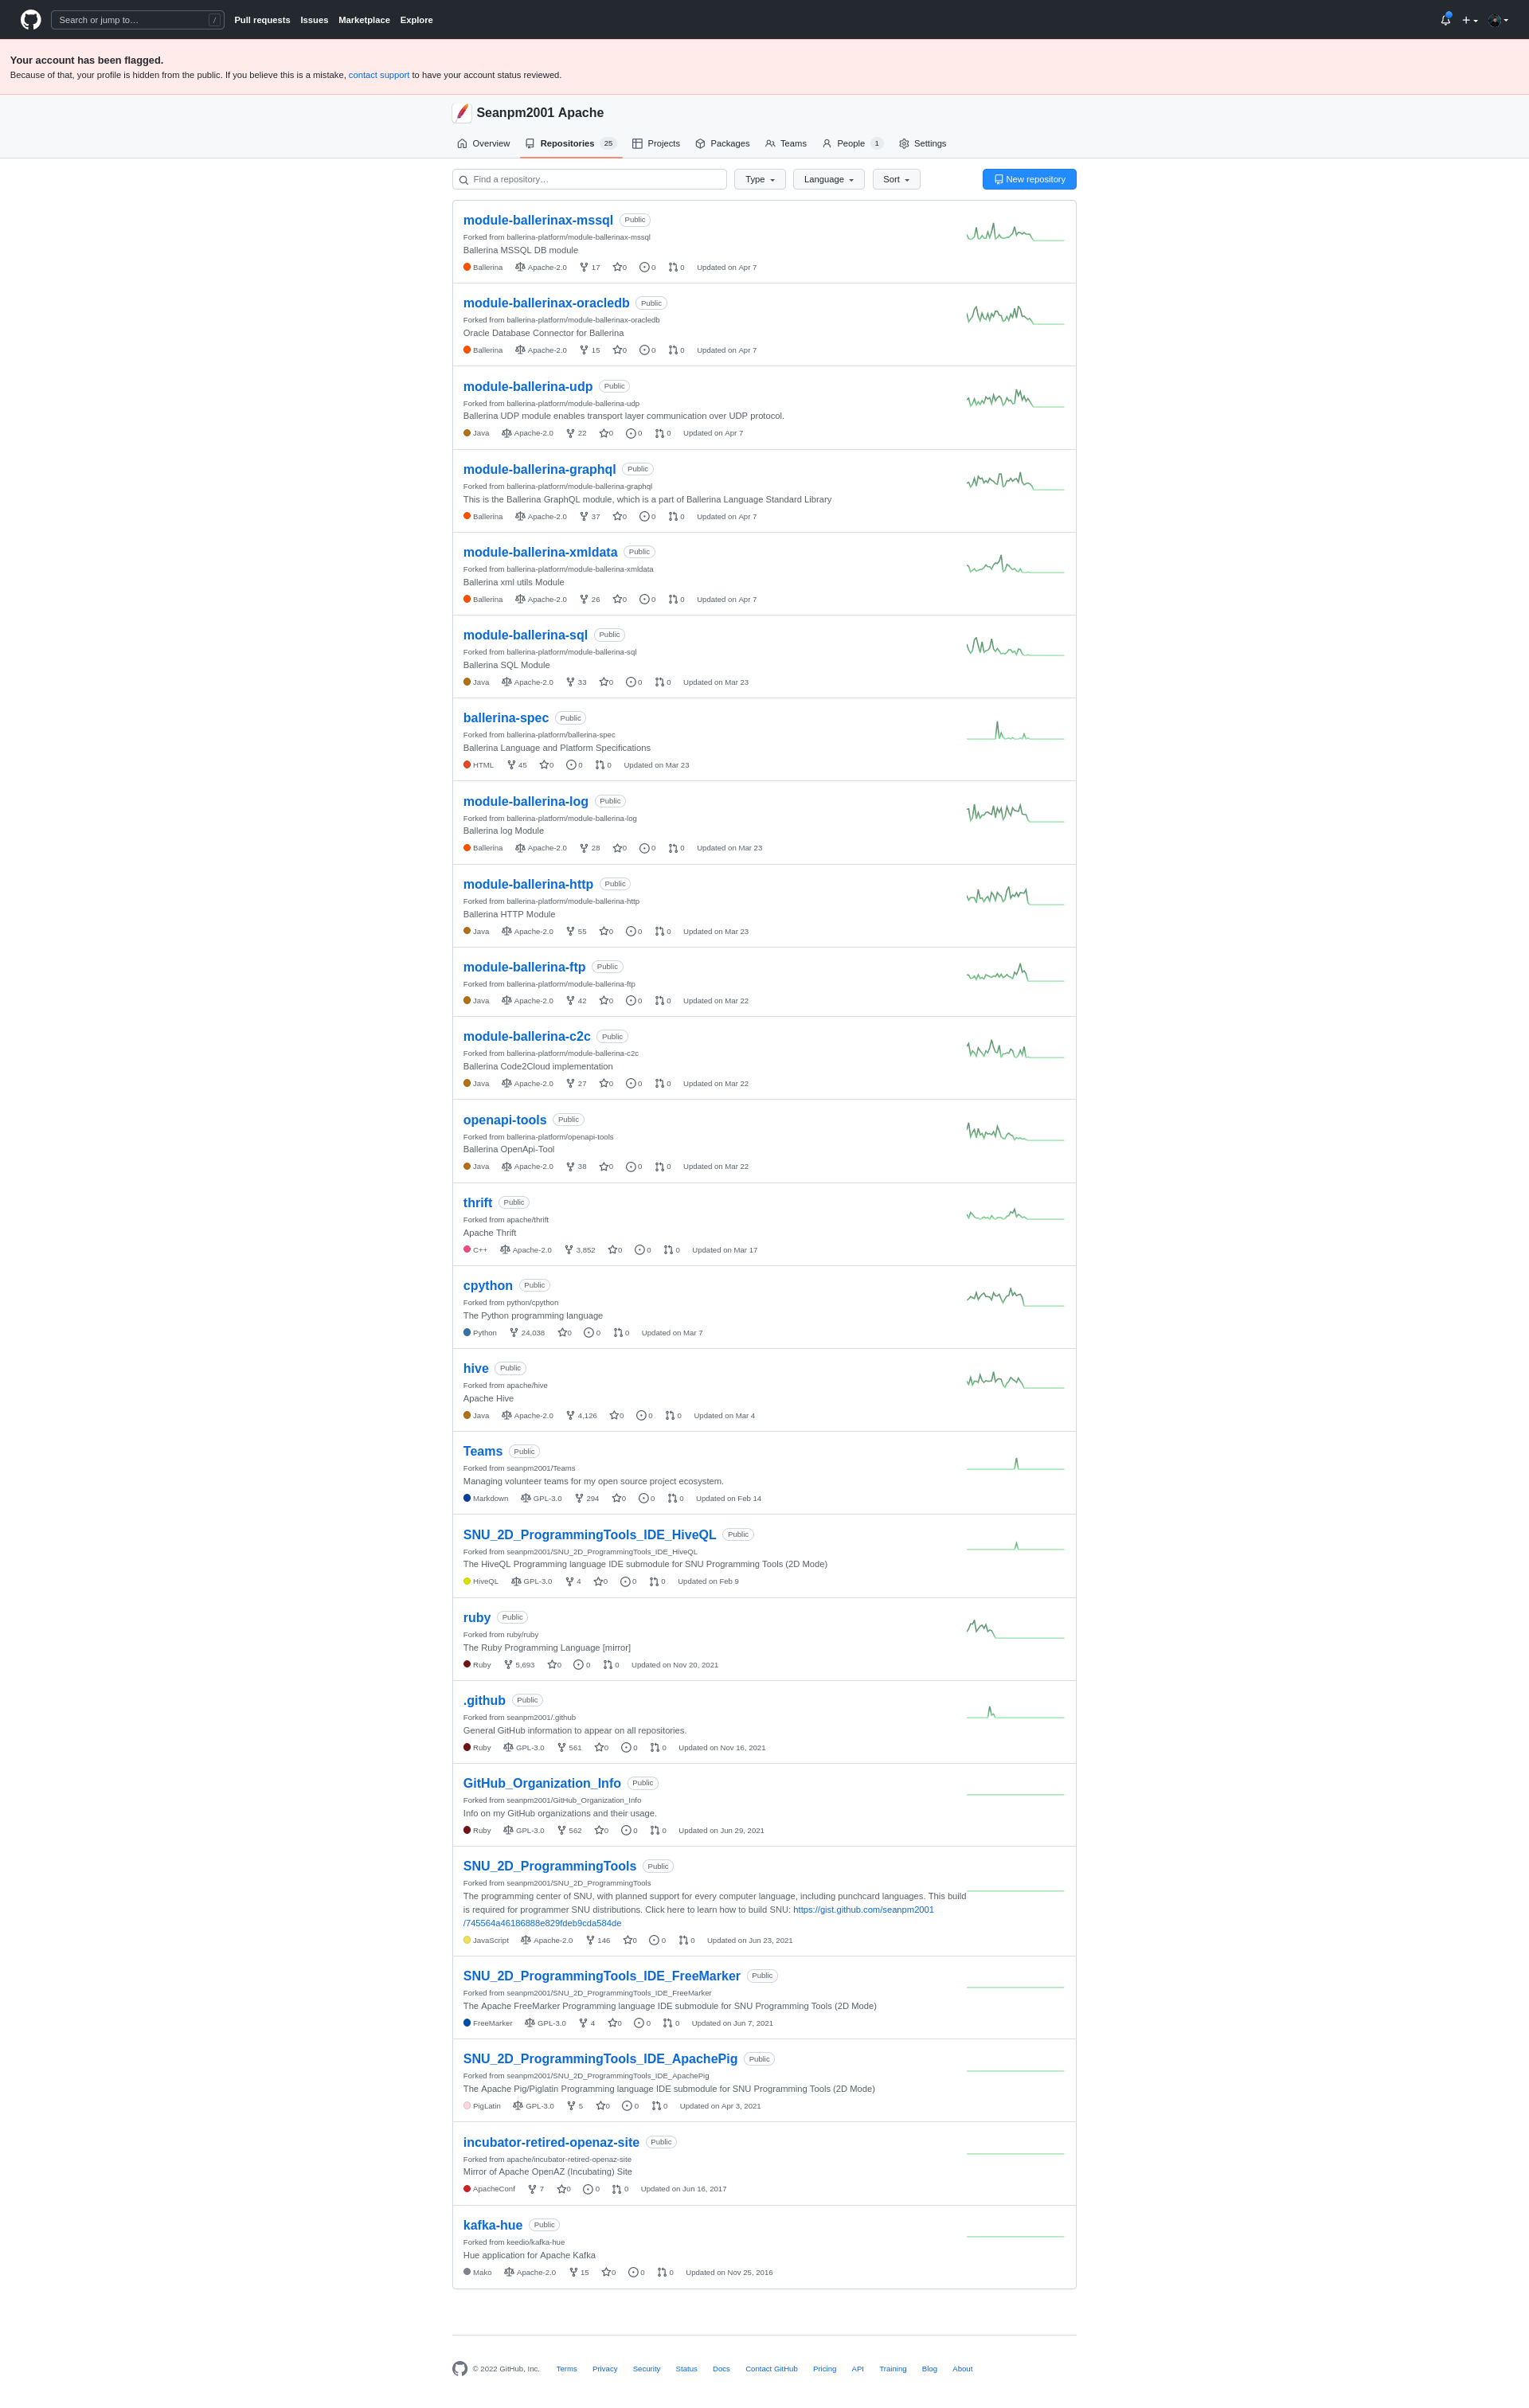 Search or jump to… / Pull requests Issues Marketplace Explore
Your account has been flagged.
Because of that, your profile is hidden from the public. If you believe this is a mistake, contact support to have your account status reviewed.
Seanpm2001 Apache
Overview Repositories 25 Projects Packages Teams People 1 Settings
Find a repository… Type Language Sort New repository
module-ballerinax-mssql Public
Forked from ballerina-platform/module-ballerinax-mssql
Ballerina MSSQL DB module
Ballerina Apache-2.0 17 0 0 0 Updated on Apr 7
module-ballerinax-oracledb Public
Forked from ballerina-platform/module-ballerinax-oracledb
Oracle Database Connector for Ballerina
Ballerina Apache-2.0 15 0 0 0 Updated on Apr 7
module-ballerina-udp Public
Forked from ballerina-platform/module-ballerina-udp
Ballerina UDP module enables transport layer communication over UDP protocol.
Java Apache-2.0 22 0 0 0 Updated on Apr 7
module-ballerina-graphql Public
Forked from ballerina-platform/module-ballerina-graphql
This is the Ballerina GraphQL module, which is a part of Ballerina Language Standard Library
Ballerina Apache-2.0 37 0 0 0 Updated on Apr 7
module-ballerina-xmldata Public
Forked from ballerina-platform/module-ballerina-xmldata
Ballerina xml utils Module
Ballerina Apache-2.0 26 0 0 0 Updated on Apr 7
module-ballerina-sql Public
Forked from ballerina-platform/module-ballerina-sql
Ballerina SQL Module
Java Apache-2.0 33 0 0 0 Updated on Mar 23
ballerina-spec Public
Forked from ballerina-platform/ballerina-spec
Ballerina Language and Platform Specifications
HTML 45 0 0 0 Updated on Mar 23
module-ballerina-log Public
Forked from ballerina-platform/module-ballerina-log
Ballerina log Module
Ballerina Apache-2.0 28 0 0 0 Updated on Mar 23
module-ballerina-http Public
Forked from ballerina-platform/module-ballerina-http
Ballerina HTTP Module
Java Apache-2.0 55 0 0 0 Updated on Mar 23
module-ballerina-ftp Public
Forked from ballerina-platform/module-ballerina-ftp
Java Apache-2.0 42 0 0 0 Updated on Mar 22
module-ballerina-c2c Public
Forked from ballerina-platform/module-ballerina-c2c
Ballerina Code2Cloud implementation
Java Apache-2.0 27 0 0 0 Updated on Mar 22
openapi-tools Public
Forked from ballerina-platform/openapi-tools
Ballerina OpenApi-Tool
Java Apache-2.0 38 0 0 0 Updated on Mar 22
thrift Public
Forked from apache/thrift
Apache Thrift
C++ Apache-2.0 3,852 0 0 0 Updated on Mar 17
cpython Public
Forked from python/cpython
The Python programming language
Python 24,038 0 0 0 Updated on Mar 7
hive Public
Forked from apache/hive
Apache Hive
Java Apache-2.0 4,126 0 0 0 Updated on Mar 4
Teams Public
Forked from seanpm2001/Teams
Managing volunteer teams for my open source project ecosystem.
Markdown GPL-3.0 294 0 0 0 Updated on Feb 14
SNU_2D_ProgrammingTools_IDE_HiveQL Public
Forked from seanpm2001/SNU_2D_ProgrammingTools_IDE_HiveQL
The HiveQL Programming language IDE submodule for SNU Programming Tools (2D Mode)
HiveQL GPL-3.0 4 0 0 0 Updated on Feb 9
ruby Public
Forked from ruby/ruby
The Ruby Programming Language [mirror]
Ruby 5,693 0 0 0 Updated on Nov 20, 2021
.github Public
Forked from seanpm2001/.github
General GitHub information to appear on all repositories.
Ruby GPL-3.0 561 0 0 0 Updated on Nov 16, 2021
GitHub_Organization_Info Public
Forked from seanpm2001/GitHub_Organization_Info
Info on my GitHub organizations and their usage.
Ruby GPL-3.0 562 0 0 0 Updated on Jun 29, 2021
SNU_2D_ProgrammingTools Public
Forked from seanpm2001/SNU_2D_ProgrammingTools
The programming center of SNU, with planned support for every computer language, including punchcard languages. This build
is required for programmer SNU distributions. Click here to learn how to build SNU: https://gist.github.com/seanpm2001
/745564a46186888e829fdeb9cda584de
JavaScript Apache-2.0 146 0 0 0 Updated on Jun 23, 2021
SNU_2D_ProgrammingTools_IDE_FreeMarker Public
Forked from seanpm2001/SNU_2D_ProgrammingTools_IDE_FreeMarker
The Apache FreeMarker Programming language IDE submodule for SNU Programming Tools (2D Mode)
FreeMarker GPL-3.0 4 0 0 0 Updated on Jun 7, 2021
SNU_2D_ProgrammingTools_IDE_ApachePig Public
Forked from seanpm2001/SNU_2D_ProgrammingTools_IDE_ApachePig
The Apache Pig/Piglatin Programming language IDE submodule for SNU Programming Tools (2D Mode)
PigLatin GPL-3.0 5 0 0 0 Updated on Apr 3, 2021
incubator-retired-openaz-site Public
Forked from apache/incubator-retired-openaz-site
Mirror of Apache OpenAZ (Incubating) Site
ApacheConf 7 0 0 0 Updated on Jun 16, 2017
kafka-hue Public
Forked from keedio/kafka-hue
Hue application for Apache Kafka
Mako Apache-2.0 15 0 0 0 Updated on Nov 25, 2016
© 2022 GitHub, Inc. Terms Privacy Security Status Docs Contact GitHub Pricing API Training Blog About